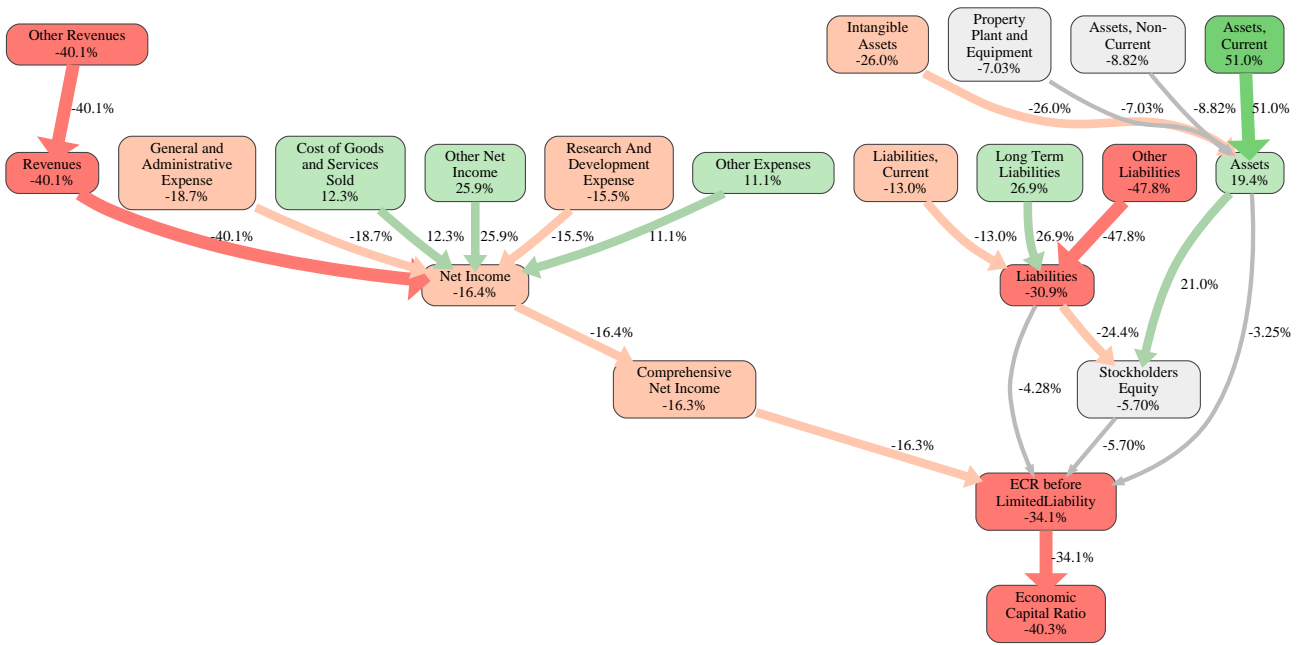 Other Revenues
-40.1%
Intangible
Assets
-26.0%
Property
Plant and
Equipment
-7.03%
Assets, Non-
Current
-8.82%
Assets,
Current
51.0%
-40.1%
-26.0%
-7.03%
-8.82%
51.0%
Revenues
-40.1%
General and
Administrative
Expense
-18.7%
Cost of Goods
and Services
Sold
12.3%
Other Net
Income
25.9%
Research And
Development
Expense
-15.5%
Other Expenses
11.1%
Liabilities,
Current
-13.0%
Long Term
Liabilities
26.9%
Other
Liabilities
-47.8%
Assets
19.4%
-40.1%
-18.7%
12.3%
25.9%
-15.5%
11.1%
-13.0%
26.9%
-47.8%
Net Income
-16.4%
Liabilities
-30.9%
21.0%
-16.4%
-24.4%
-3.25%
Comprehensive
Net Income
-16.3%
-4.28%
Stockholders
Equity
-5.70%
-16.3%
-5.70%
ECR before
LimitedLiability
-34.1%
-34.1%
Economic
Capital Ratio
-40.3%